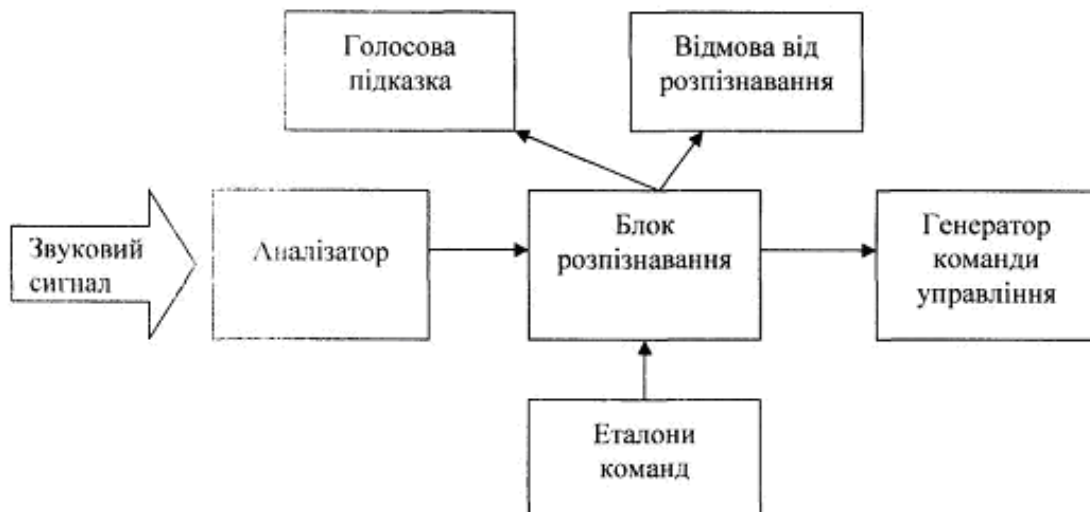 Голосова
підказка
Відмова від
розпізнавання
Звуковий
сигнал
Аналізатор
Блок
розпізнавання
Генератор
команди
управління
Еталони
команд